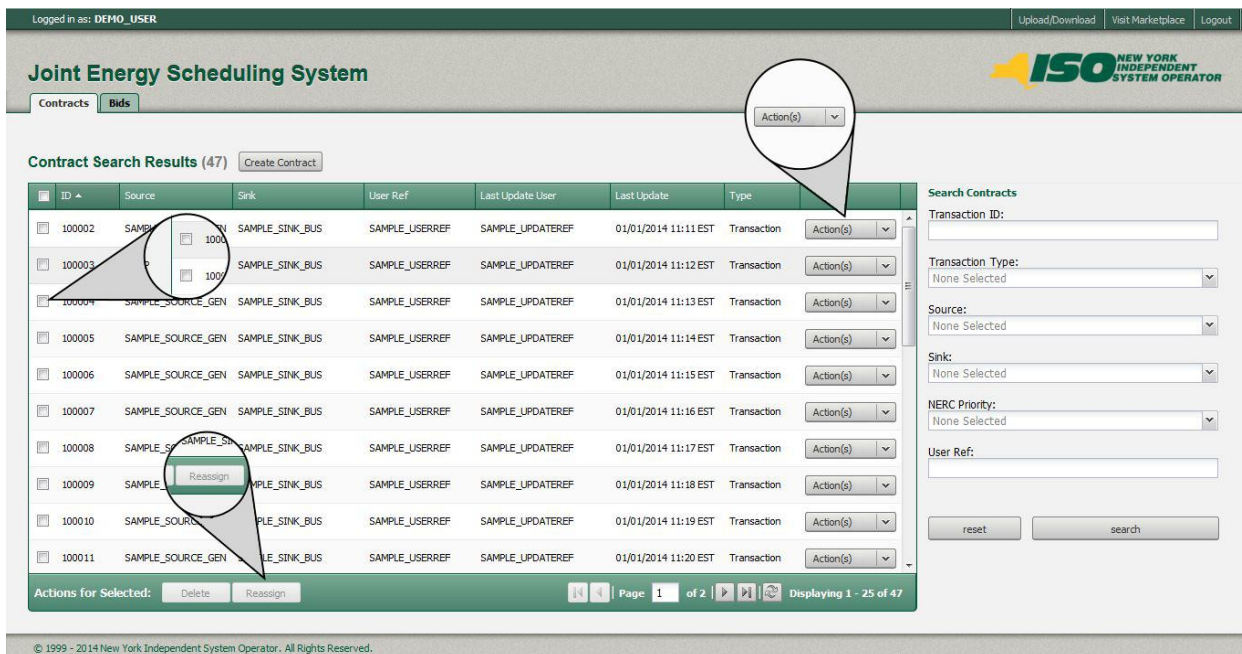 Logged in as: DEMO_USER
Upload/Download Visit Marketplace Logout
Joint Energy Scheduling System
ISO NEW YORK INDEPENDENT SYSTEM OPERATOR
Contracts Bids
Action(s)
Contract Search Results (47) Create Contract
ID Source Sink User Ref Last Update User Last Update Type
100002 SAMPLE_SINK_BUS SAMPLE_USERREF SAMPLE_UPDATEREF 01/01/2014 11:11 EST Transaction Action(s)
100003 SAMPLE_SINK_BUS SAMPLE_USERREF SAMPLE_UPDATEREF 01/01/2014 11:12 EST Transaction Action(s)
100004 SAMPLE_SOURCE_GEN SAMPLE_SINK_BUS SAMPLE_USERREF SAMPLE_UPDATEREF 01/01/2014 11:13 EST Transaction Action(s)
100005 SAMPLE_SOURCE_GEN SAMPLE_SINK_BUS SAMPLE_USERREF SAMPLE_UPDATEREF 01/01/2014 11:14 EST Transaction Action(s)
100006 SAMPLE_SOURCE_GEN SAMPLE_SINK_BUS SAMPLE_USERREF SAMPLE_UPDATEREF 01/01/2014 11:15 EST Transaction Action(s)
100007 SAMPLE_SOURCE_GEN SAMPLE_SINK_BUS SAMPLE_USERREF SAMPLE_UPDATEREF 01/01/2014 11:16 EST Transaction Action(s)
100008 SAMPLE_SINK_BUS SAMPLE_USERREF SAMPLE_UPDATEREF 01/01/2014 11:17 EST Transaction Action(s)
Reassign
100009 SAMPLE_USERREF SAMPLE_UPDATEREF 01/01/2014 11:18 EST Transaction Action(s)
100010 SAMPLE_USERREF SAMPLE_UPDATEREF 01/01/2014 11:19 EST Transaction Action(s)
100011 SAMPLE_SOURCE_GEN SAMPLE_USERREF SAMPLE_UPDATEREF 01/01/2014 11:20 EST Transaction Action(s)
Actions for Selected: Delete Reassign Page 1 of 2 Displaying 1 - 25 of 47
Search Contracts
Transaction ID:
Transaction Type:
None Selected
Source:
None Selected
Sink:
None Selected
NERC Priority:
None Selected
User Ref:
reset search
© 1999 - 2014 New York Independent System Operator. All Rights Reserved.